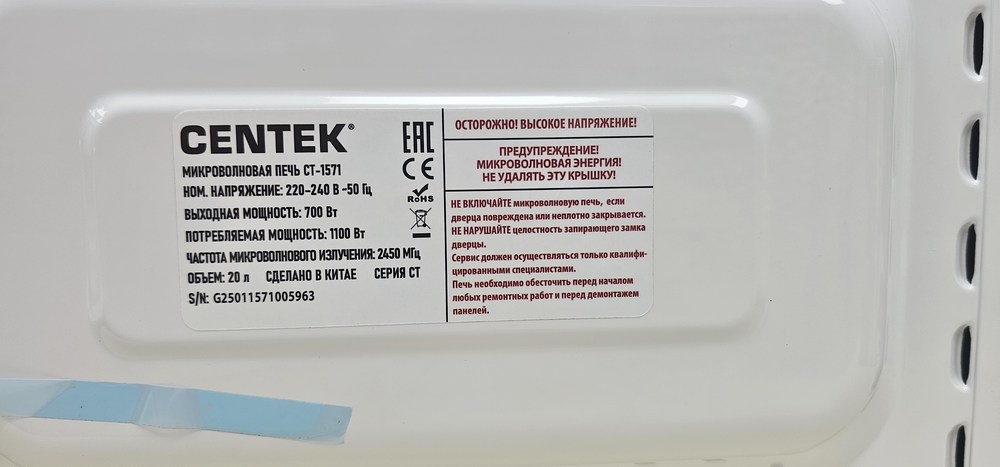 CENTEK®
МИКРОВОЛНОВАЯ ПЕЧЬ CT-1571
НОМ. НАПРЯЖЕНИЕ: 220-240 В ~50 Гц
ВЫХОДНАЯ МОЩНОСТЬ: 700 Вт
ПОТРЕБЛЯЕМАЯ МОЩНОСТЬ: 1100 Вт
ЧАСТОТА МИКРОВОЛНОВОГО ИЗЛУЧЕНИЯ: 2450 МГц
ОБЪЕМ: 20 л СДЕЛАНО В КИТАЕ СЕРИЯ CT
S/N: G25011571005963
EAC
CE
RoHS
ОСТОРОЖНО! ВЫСОКОЕ НАПРЯЖЕНИЕ!
ПРЕДУПРЕЖДЕНИЕ!
МИКРОВОЛНОВАЯ ЭНЕРГИЯ!
НЕ УДАЛЯТЬ ЭТУ КРЫШКУ!
НЕ ВКЛЮЧАЙТЕ микроволновую печь, если
дверца повреждена или неплотно закрывается.
НЕ НАРУШАЙТЕ целостность запирающего замка
дверцы.
Сервис должен осуществляться только квалифи-
цированными специалистами.
Печь необходимо обесточить перед началом
любых ремонтных работ и перед демонтажем
панелей.